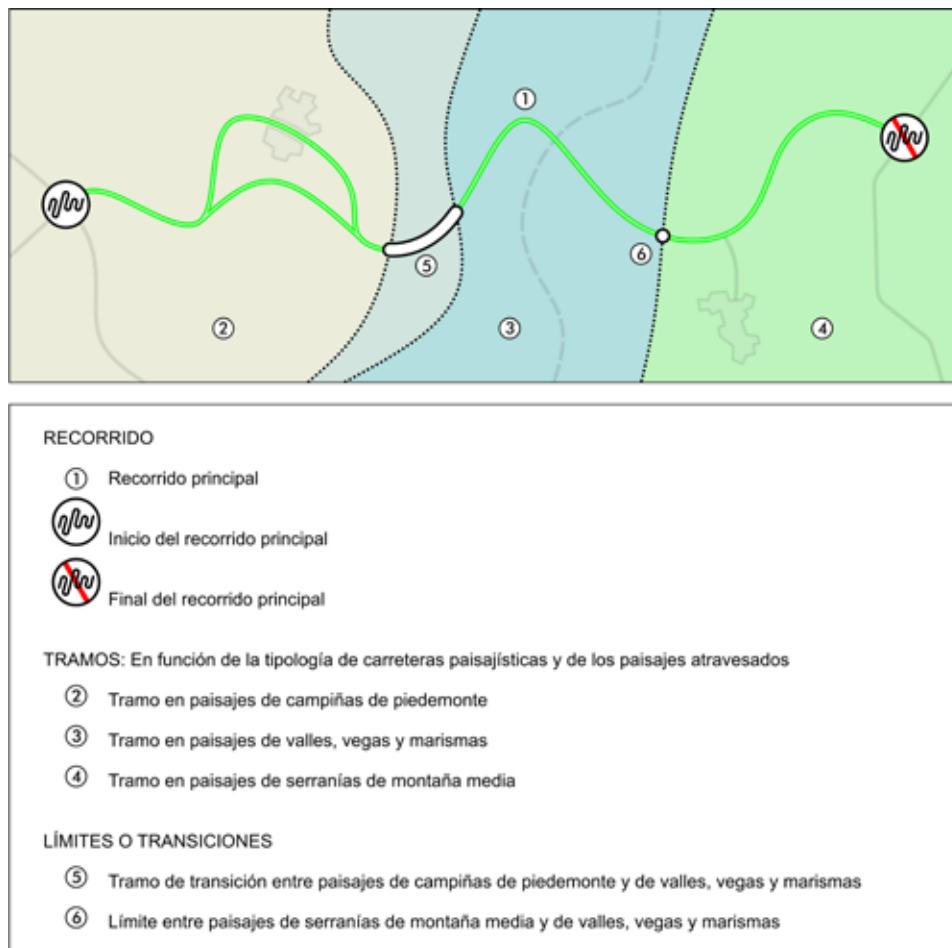 ①
②
⑤
⑥
③
④
RECORRIDO
① Recorrido principal
Inicio del recorrido principal
Final del recorrido principal
TRAMOS: En función de la tipología de carreteras paisajísticas y de los paisajes atravesados
② Tramo en paisajes de campiñas de piedemonte
③ Tramo en paisajes de valles, vegas y marismas
④ Tramo en paisajes de serranías de montaña media
LÍMITES O TRANSICIONES
⑤ Tramo de transición entre paisajes de campiñas de piedemonte y de valles, vegas y marismas
⑥ Límite entre paisajes de serranías de montaña media y de valles, vegas y marismas